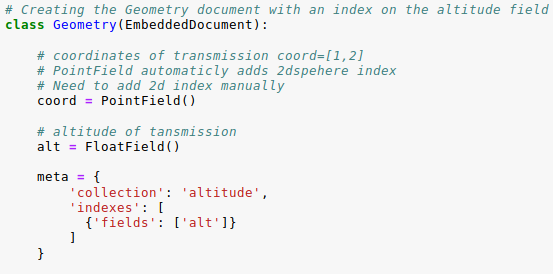 # Creating the Geometry document with an index on the altitude field
class Geometry(EmbeddedDocument):
    # coordinates of transmission coord=[1,2]
    # PointField automaticly adds 2dspehere index
    # Need to add 2d index manually
    coord = PointField()
    # altitude of tansmission
    alt = FloatField()
    meta = {
        'collection': 'altitude',
        'indexes': [
          {'fields': ['alt']}
        ]
    }